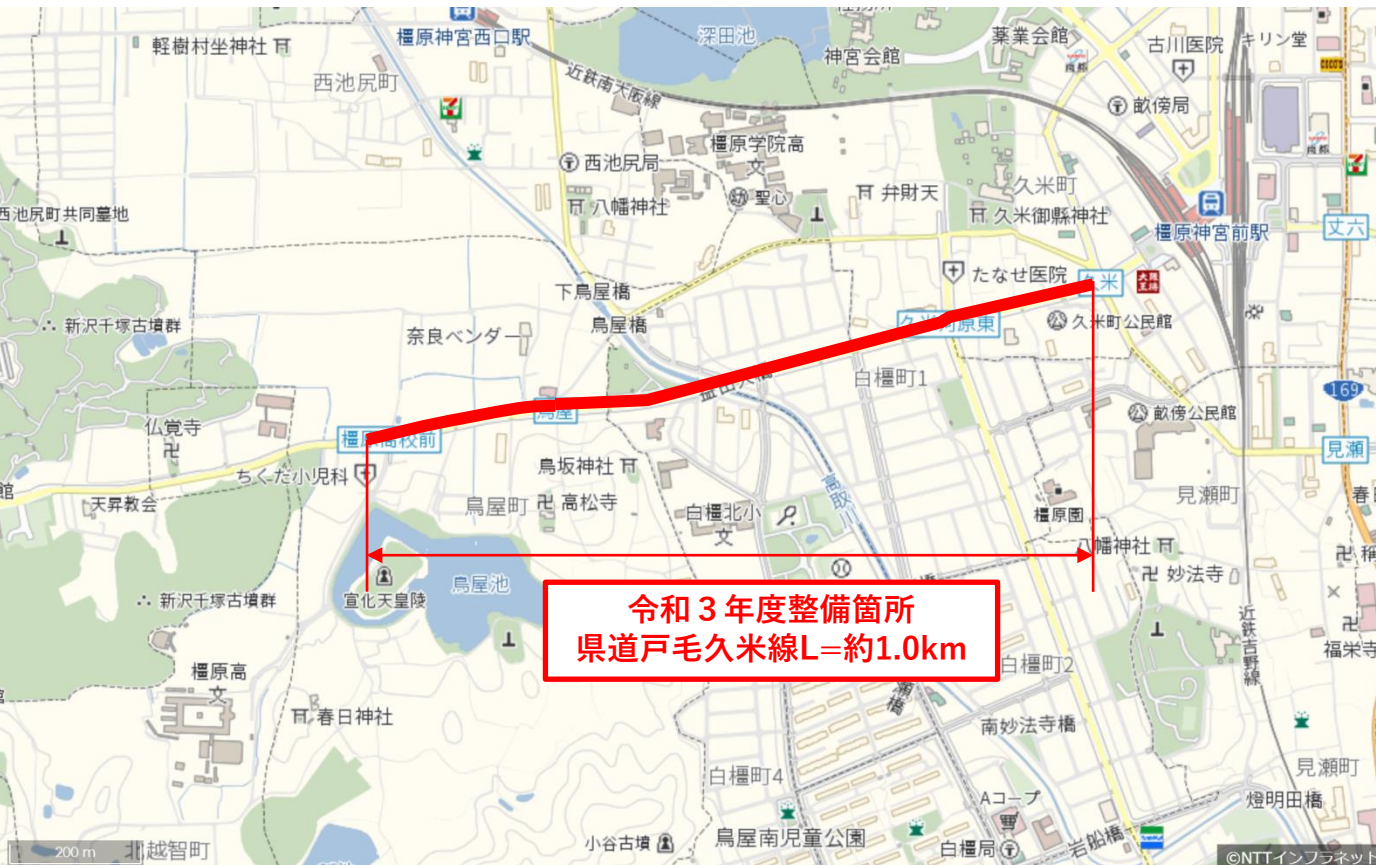 軽樹村坐神社
橿原神宮西口駅
深田池
神宮会館
薬業会館
古川医院
キリン堂
西池尻町
近鉄南大阪線
畝傍局
橿原学院高
文
西池尻局
聖心
弁財天
久米町
八幡神社
久米御縣神社
西池尻町共同墓地
橿原神宮前駅
丈六
たなせ医院
久米
下鳥屋橋
新沢千塚古墳群
鳥屋橋
奈良ベンダー
久米町公民館
白橿町1
169
仏覚寺
畝傍公民館
橿原高校前
鳥屋
見瀬
ちくた小児科
鳥坂神社
天昇教会
鳥屋町
高松寺
白橿北小
文
高取川
橿原園
見瀬町
八幡神社
妙法寺
新沢千塚古墳群
宣化天皇陵
鳥屋池
令和3年度整備箇所
県道戸毛久米線L=約1.0km
近鉄吉野線
福栄寺
橿原高
文
白橿町2
春日神社
南妙法寺橋
白橿町4
見瀬町
Aコープ
燈明田橋
200 m
北越智町
小谷古墳
鳥屋南児童公園
白橿局
岩船橋
©NTTインフラネット